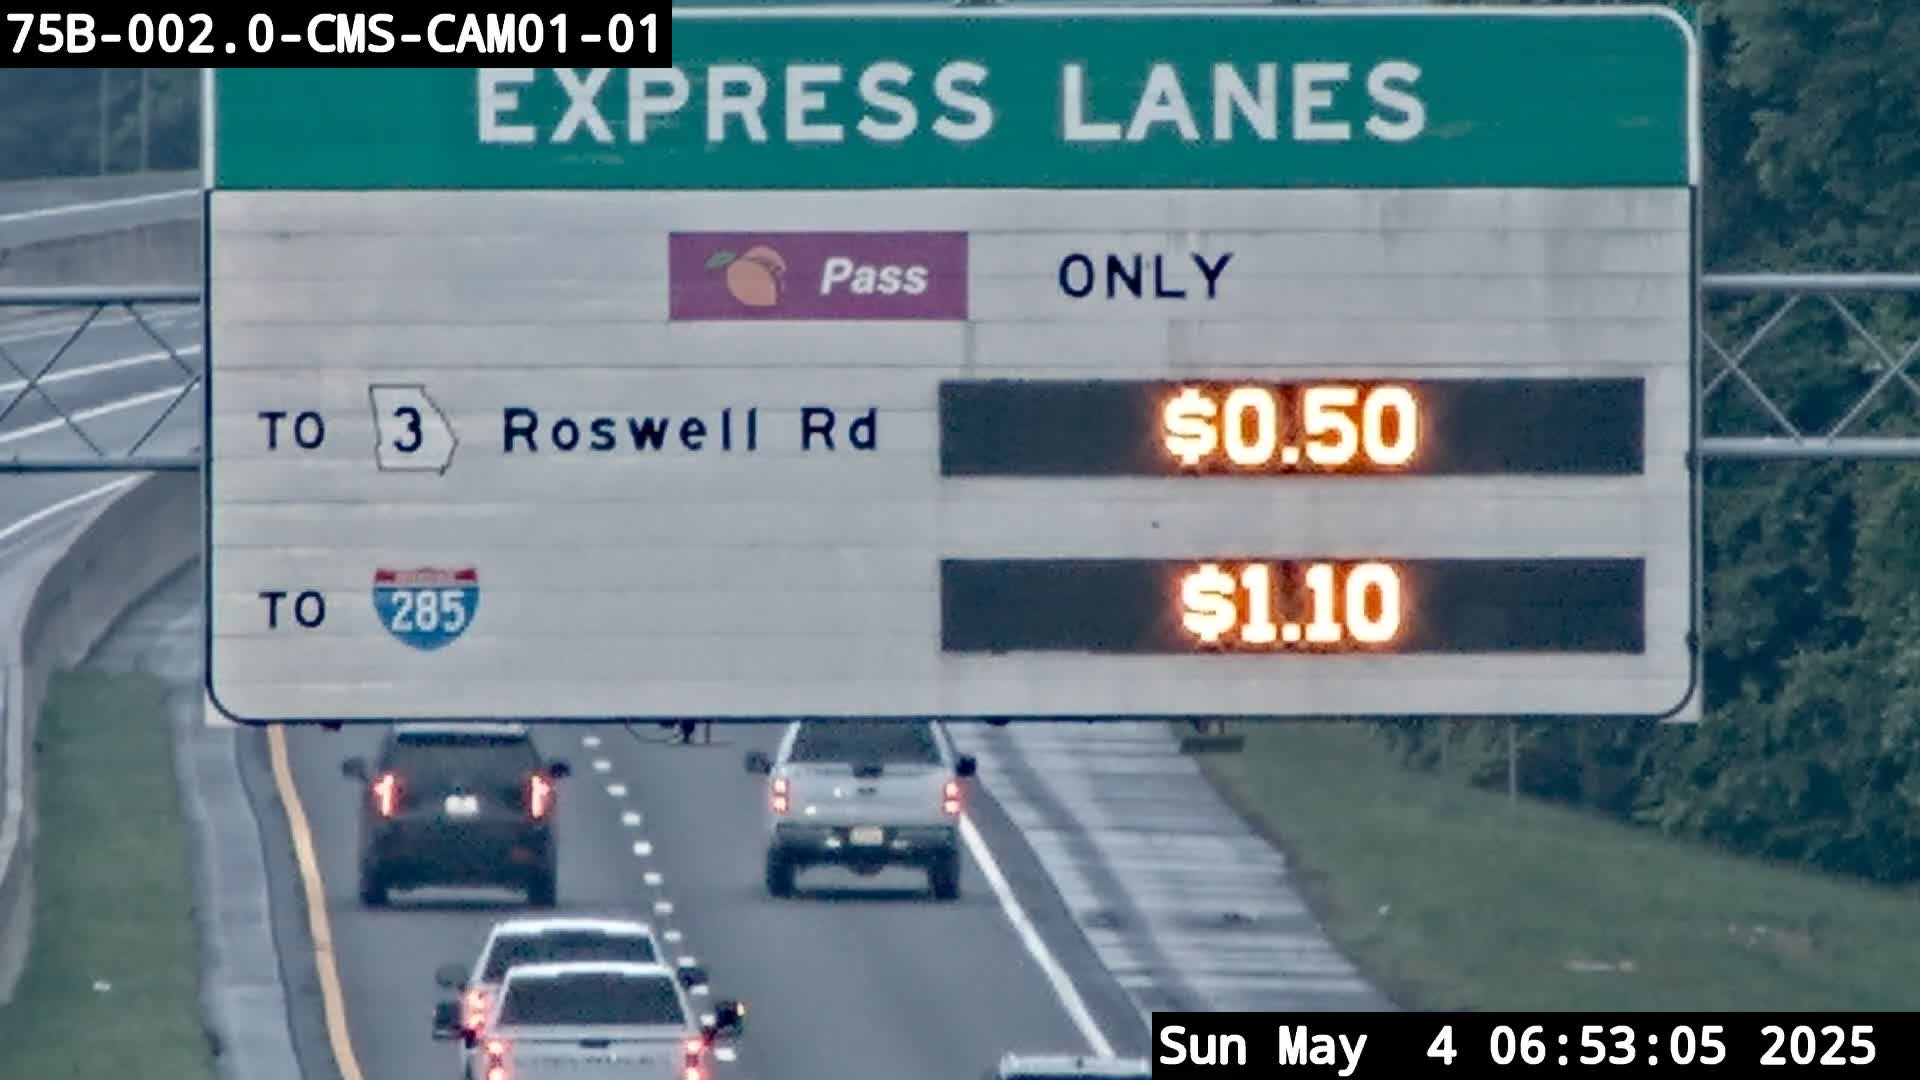 75B-002.0-CMS-CAM01-01
EXPRESS LANES
Pass ONLY
TO 3 Roswell Rd $0.50
TO 285 $1.10
Sun May 4 06:53:05 2025